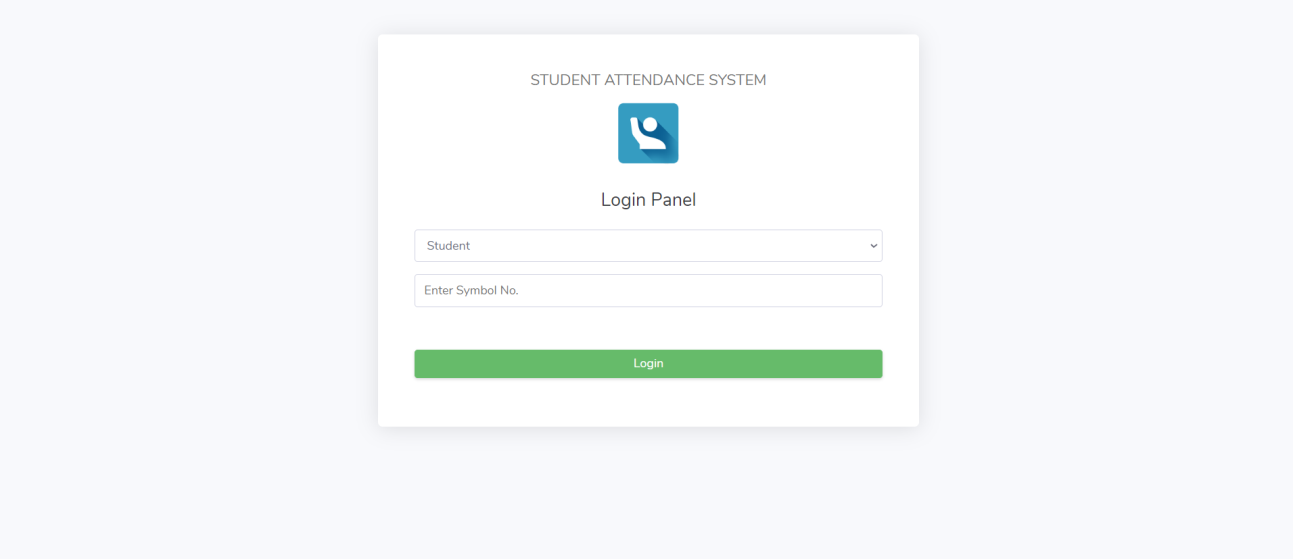 STUDENT ATTENDANCE SYSTEM
Login Panel
Student
Enter Symbol No.
Login